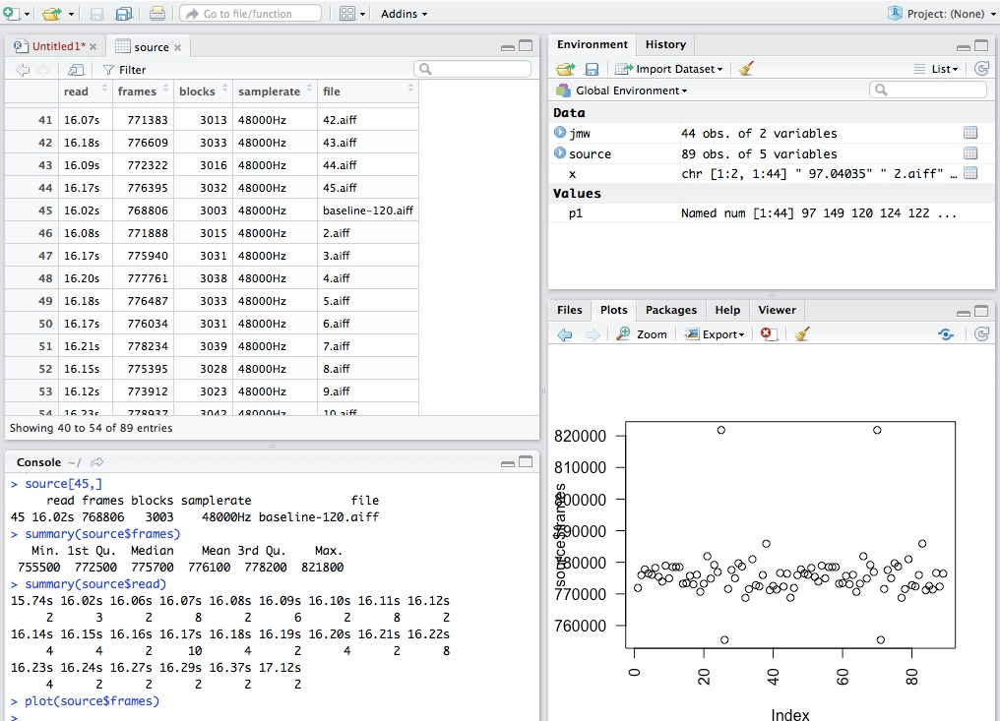 Go to file/function
Addins
Project: (None)
Untitled1*
source
Filter
read frames blocks samplerate file
41 16.07s 771383 3013 48000Hz 42.aiff
42 16.18s 776609 3033 48000Hz 43.aiff
43 16.09s 772322 3016 48000Hz 44.aiff
44 16.17s 776395 3032 48000Hz 45.aiff
45 16.02s 768806 3003 48000Hz baseline-120.aiff
46 16.08s 771888 3015 48000Hz 2.aiff
47 16.17s 775940 3031 48000Hz 3.aiff
48 16.20s 777761 3038 48000Hz 4.aiff
49 16.18s 776487 3033 48000Hz 5.aiff
50 16.17s 776034 3031 48000Hz 6.aiff
51 16.21s 778234 3039 48000Hz 7.aiff
52 16.15s 775395 3028 48000Hz 8.aiff
53 16.12s 773912 3023 48000Hz 9.aiff
54 16.23s 778937 3042 48000Hz 10.aiff
Showing 40 to 54 of 89 entries
Console ~/
> source[45,]
read frames blocks samplerate file
45 16.02s 768806 3003 48000Hz baseline-120.aiff
> summary(source$frames)
Min. 1st Qu. Median Mean 3rd Qu. Max.
755500 772500 775700 776100 778200 821800
> summary(source$read)
15.74s 16.02s 16.06s 16.07s 16.08s 16.09s 16.10s 16.11s 16.12s
2 3 2 8 2 6 2 8 2
16.14s 16.15s 16.16s 16.17s 16.18s 16.19s 16.20s 16.21s 16.22s
4 4 2 10 4 2 4 2 8
16.23s 16.24s 16.27s 16.29s 16.37s 17.12s
4 2 2 2 2 2
> plot(source$frames)
>
Environment History
Import Dataset
List
Global Environment
Data
jmw 44 obs. of 2 variables
source 89 obs. of 5 variables
x chr [1:2, 1:44] " 97.04035" " 2.aiff" …
Values
p1 Named num [1:44] 97 149 120 124 122 ...
Files Plots Packages Help Viewer
Zoom Export
820000
810000
800000
790000
780000
770000
760000
source$frames
0 20 40 60 80
Index